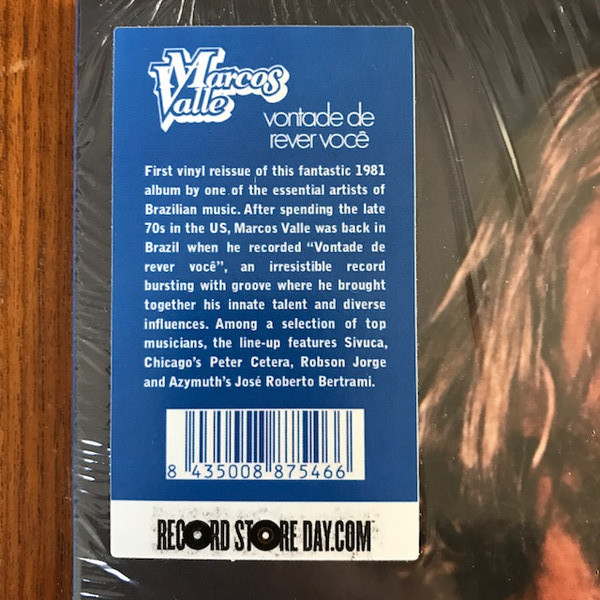 Marcos
Valle
vontade de
rever você
First vinyl reissue of this fantastic 1981
album by one of the essential artists of
Brazilian music. After spending the late
70s in the US, Marcos Valle was back in
Brazil when he recorded “Vontade de
rever você”, an irresistible record
bursting with groove where he brought
together his innate talent and diverse
influences. Among a selection of top
musicians, the line-up features Sivuca,
Chicago's Peter Cetera, Robson Jorge
and Azymuth's José Roberto Bertrami.
8 435008 875466
RECORD STORE DAY.COM